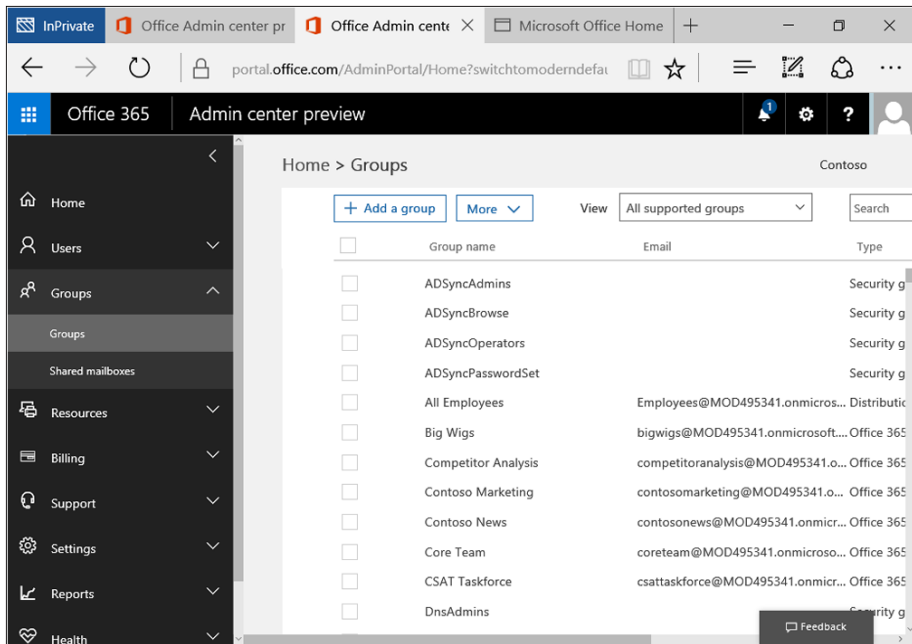 InPrivate
Office Admin center pr
Office Admin cente
Microsoft Office Home
portal.office.com/AdminPortal/Home?switchtomoderndefau
Office 365
Admin center preview
1
?
Home
Users
Groups
Groups
Shared mailboxes
Resources
Billing
Support
Settings
Reports
Health
Home > Groups
Contoso
+ Add a group
More
View
All supported groups
Search
Group name Email Type
ADSyncAdmins Security g
ADSyncBrowse Security g
ADSyncOperators Security g
ADSyncPasswordSet Security g
All Employees Employees@MOD495341.onmicros... Distributio
Big Wigs bigwigs@MOD495341.onmicrosoft.... Office 365
Competitor Analysis competitoranalysis@MOD495341.o... Office 365
Contoso Marketing contosomarketing@MOD495341.o... Office 365
Contoso News contosonews@MOD495341.onmicr... Office 365
Core Team coreteam@MOD495341.onmicroso... Office 365
CSAT Taskforce csattaskforce@MOD495341.onmicr... Office 365
DnsAdmins
Feedback